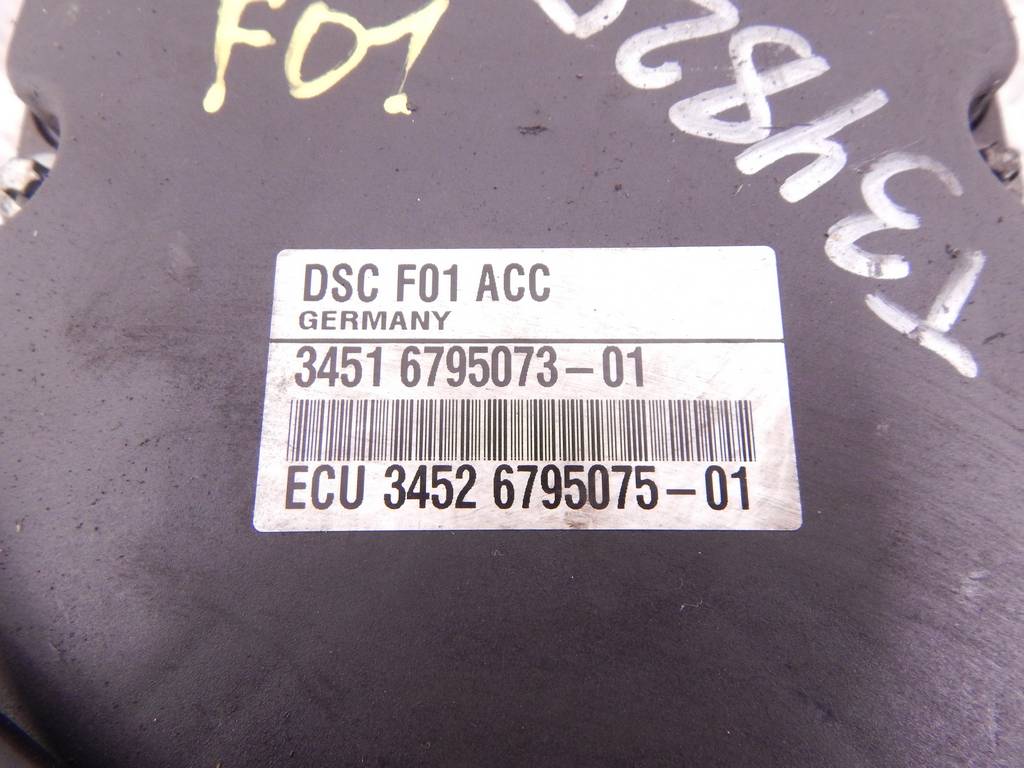 F01
DSC F01 ACC
GERMANY
3451 6795073-01
ECU 3452 6795075-01